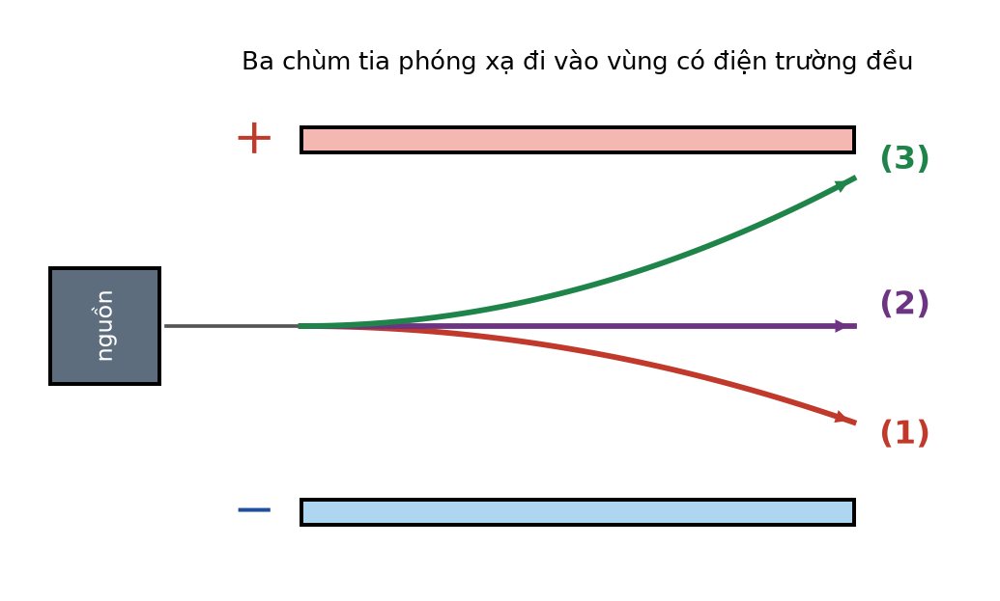 Ba chùm tia phóng xạ đi vào vùng có điện trường đều
+
(3)
(2)
nguồn
(1)
−